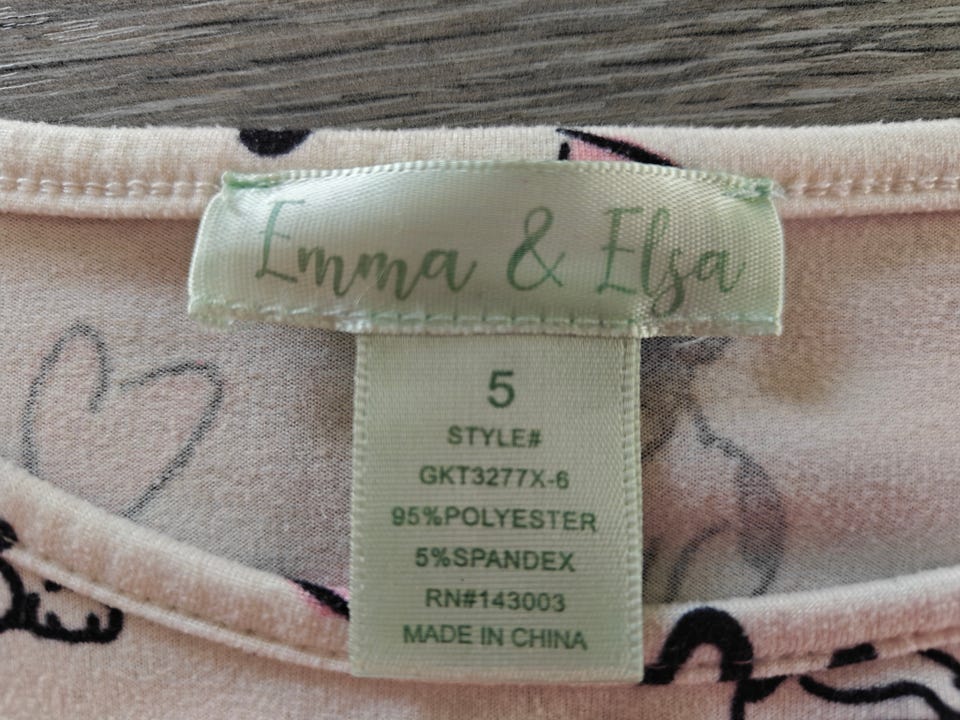 Emma & Elsa
5
STYLE#
GKT3277X-6
95%POLYESTER
5%SPANDEX
RN#143003
MADE IN CHINA